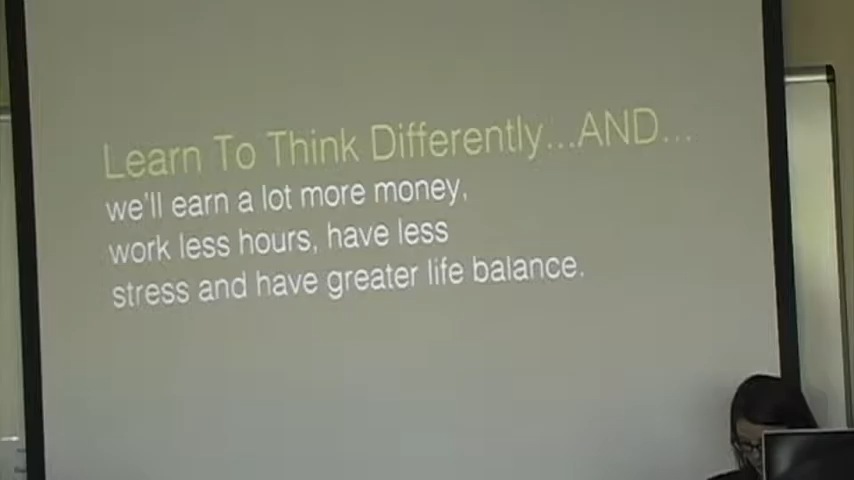 Learn To Think Differently...AND...
we'll earn a lot more money,
work less hours, have less
stress and have greater life balance.